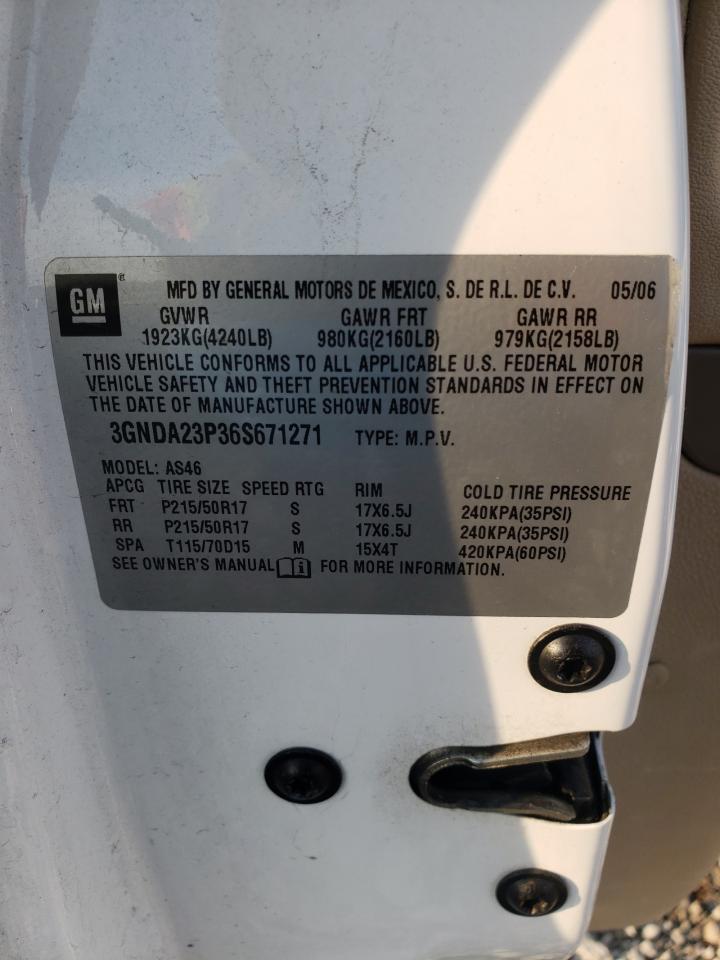 GM® MFD BY GENERAL MOTORS DE MEXICO, S. DE R.L. DE C.V. 05/06
GVWR GAWR FRT GAWR RR
1923KG(4240LB) 980KG(2160LB) 979KG(2158LB)
THIS VEHICLE CONFORMS TO ALL APPLICABLE U.S. FEDERAL MOTOR
VEHICLE SAFETY AND THEFT PREVENTION STANDARDS IN EFFECT ON
THE DATE OF MANUFACTURE SHOWN ABOVE.
3GNDA23P36S671271 TYPE: M.P.V.
MODEL: AS46
APCG TIRE SIZE SPEED RTG RIM COLD TIRE PRESSURE
FRT P215/50R17 S 17X6.5J 240KPA(35PSI)
RR P215/50R17 S 17X6.5J 240KPA(35PSI)
SPA T115/70D15 M 15X4T 420KPA(60PSI)
SEE OWNER'S MANUAL i FOR MORE INFORMATION.